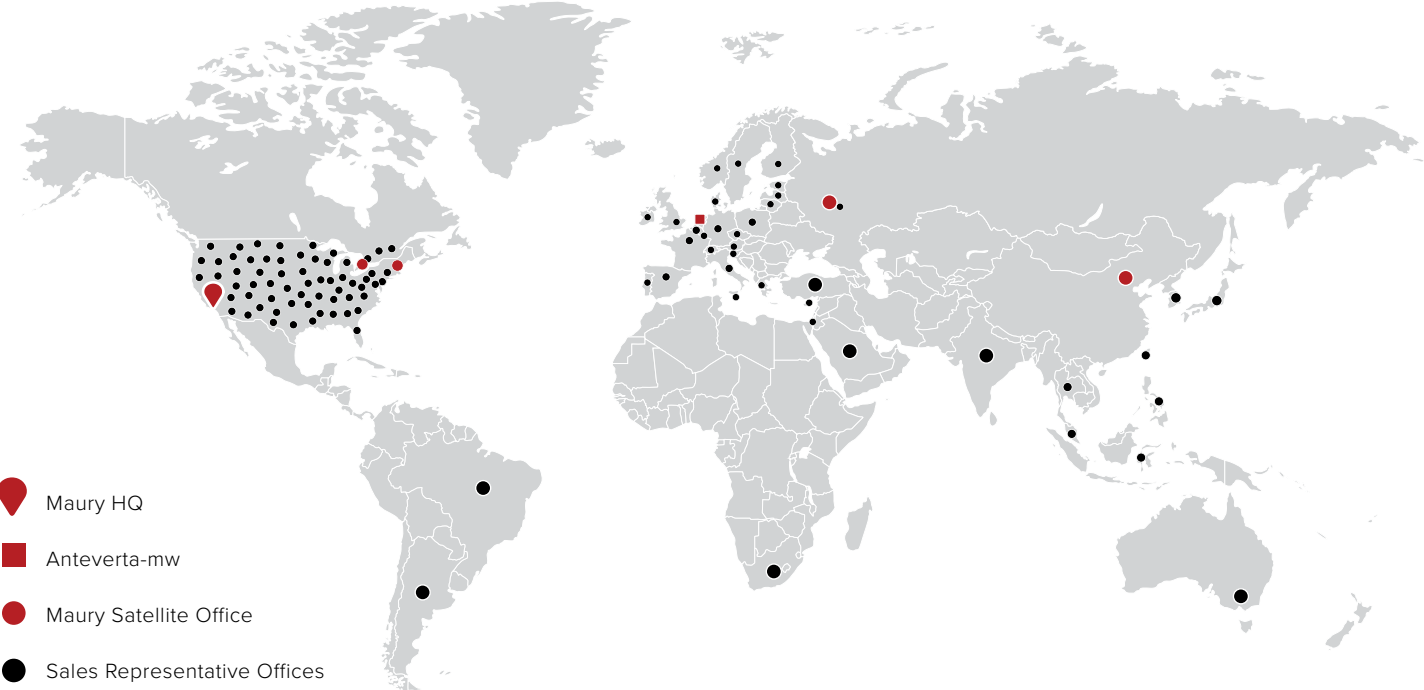 Maury HQ
Anteverta-mw
Maury Satellite Office
Sales Representative Offices